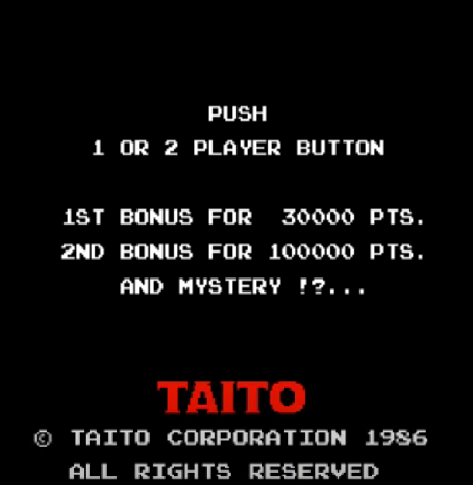 PUSH
1 OR 2 PLAYER BUTTON
1ST BONUS FOR 30000 PTS.
2ND BONUS FOR 100000 PTS.
AND MYSTERY !?...
TAITO
© TAITO CORPORATION 1986
ALL RIGHTS RESERVED